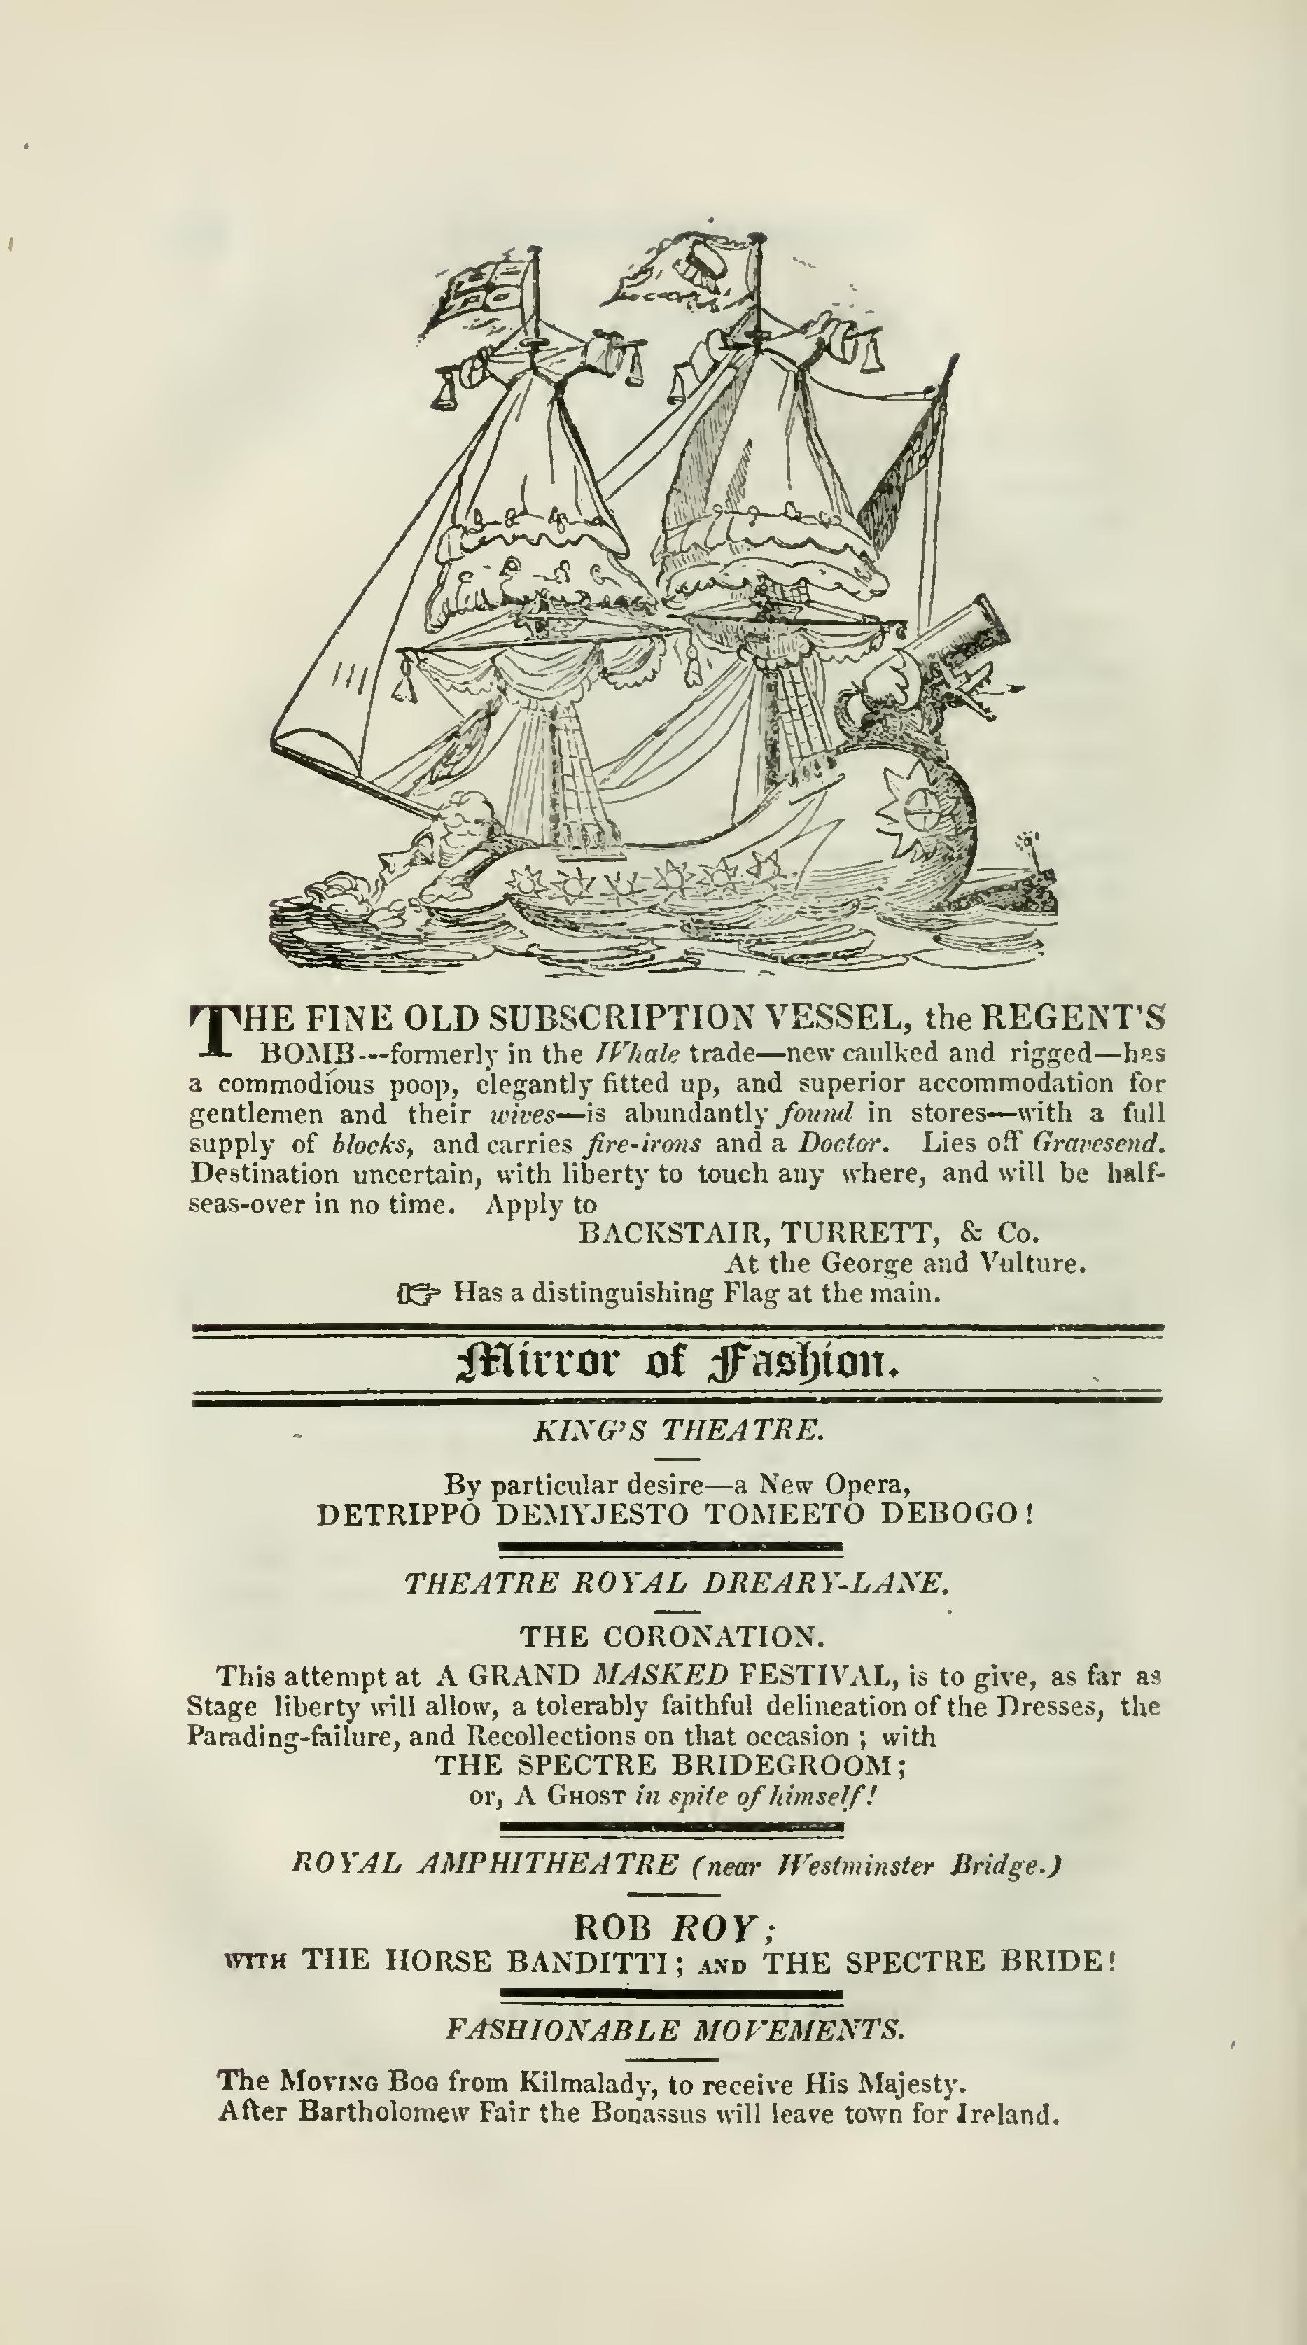 THE FINE OLD SUBSCRIPTION VESSEL, the REGENT'S
BOMB---formerly in the Whale trade—new caulked and rigged—has
a commodious poop, elegantly fitted up, and superior accommodation for
gentlemen and their wives—is abundantly found in stores—with a full
supply of blocks, and carries fire-irons and a Doctor. Lies off Gravesend.
Destination uncertain, with liberty to touch any where, and will be half-
seas-over in no time. Apply to
BACKSTAIR, TURRETT, & Co.
At the George and Vulture.
☞ Has a distinguishing Flag at the main.
Mirror of Fashion.
KING'S THEATRE.
By particular desire—a New Opera,
DETRIPPO DEMYJESTO TOMEETO DEBOGO!
THEATRE ROYAL DREARY-LANE.
THE CORONATION.
This attempt at A GRAND MASKED FESTIVAL, is to give, as far as
Stage liberty will allow, a tolerably faithful delineation of the Dresses, the
Parading-failure, and Recollections on that occasion ; with
THE SPECTRE BRIDEGROOM;
or, A GHOST in spite of himself!
ROYAL AMPHITHEATRE (near Westminster Bridge.)
ROB ROY;
WITH THE HORSE BANDITTI; AND THE SPECTRE BRIDE!
FASHIONABLE MOVEMENTS.
The MOVING BOG from Kilmalady, to receive His Majesty.
After Bartholomew Fair the Bonassus will leave town for Ireland.